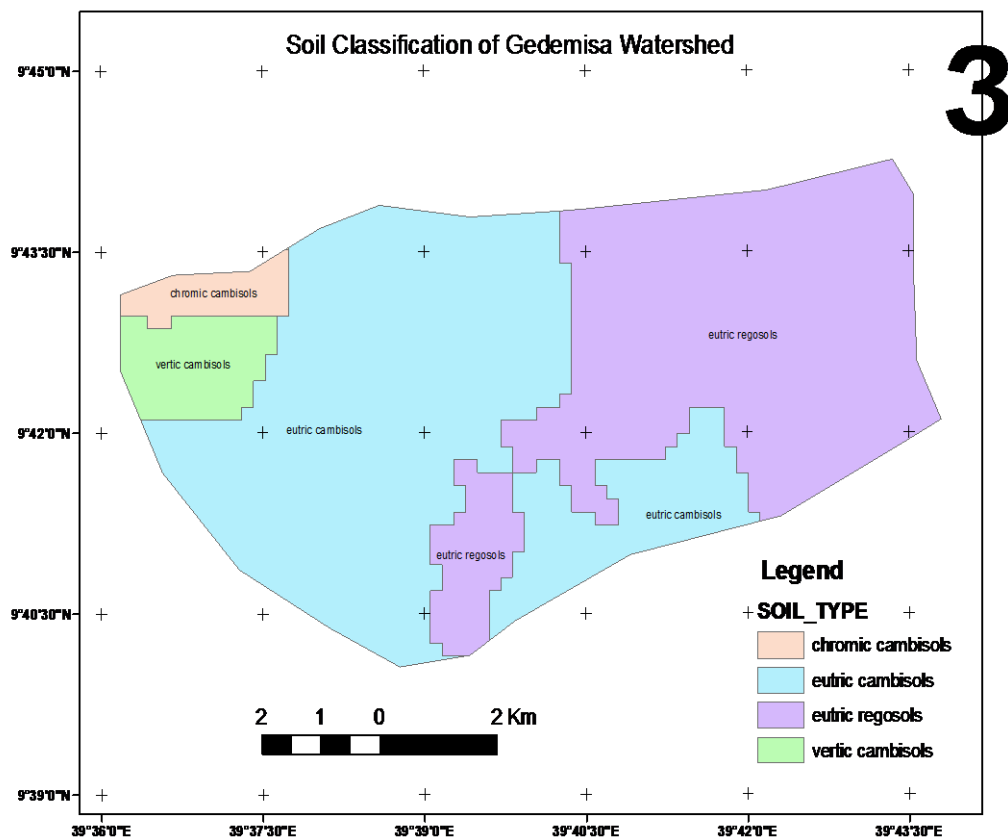 Soil Classification of Gedemisa Watershed
3
9°45'0"N
9°43'30"N
9°42'0"N
9°40'30"N
9°39'0"N
chromic cambisols
vertic cambisols
eutric cambisols
eutric regosols
eutric cambisols
eutric regosols
Legend
SOIL_TYPE
chromic cambisols
eutric cambisols
eutric regosols
vertic cambisols
2 1 0 2 Km
39°36'0"E 39°37'30"E 39°39'0"E 39°40'30"E 39°42'0"E 39°43'30"E